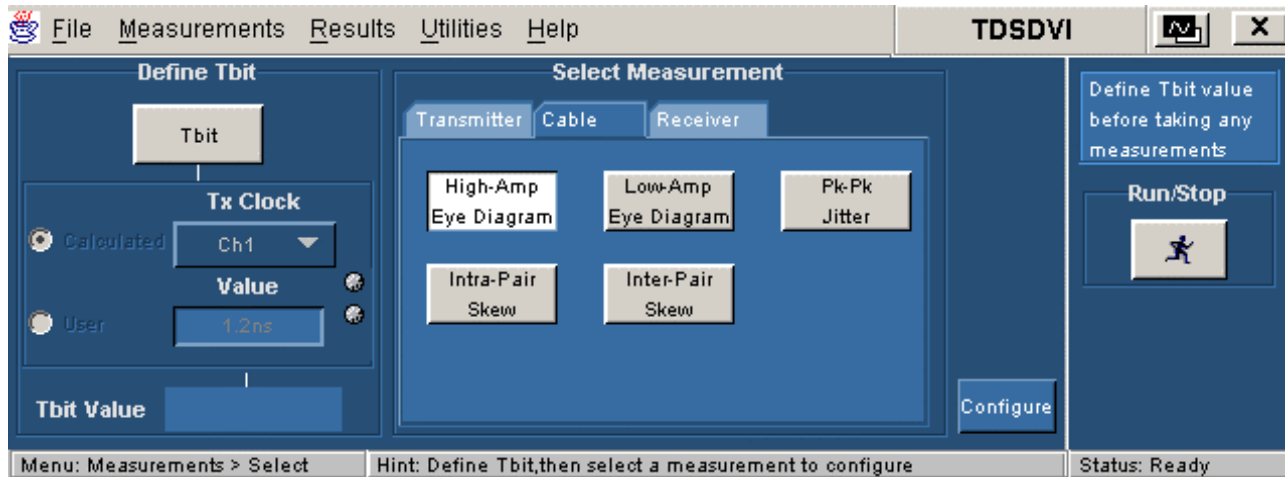 File Measurements Results Utilities Help TDSDVI X
Define Tbit
Tbit
Tx Clock
Calculated Ch1
Value
User 1.2ns
Tbit Value
Select Measurement
Transmitter Cable Receiver
High-Amp
Eye Diagram
Low-Amp
Eye Diagram
Pk-Pk
Jitter
Intra-Pair
Skew
Inter-Pair
Skew
Configure
Define Tbit value
before taking any
measurements
Run/Stop
Menu: Measurements > Select
Hint: Define Tbit,then select a measurement to configure
Status: Ready